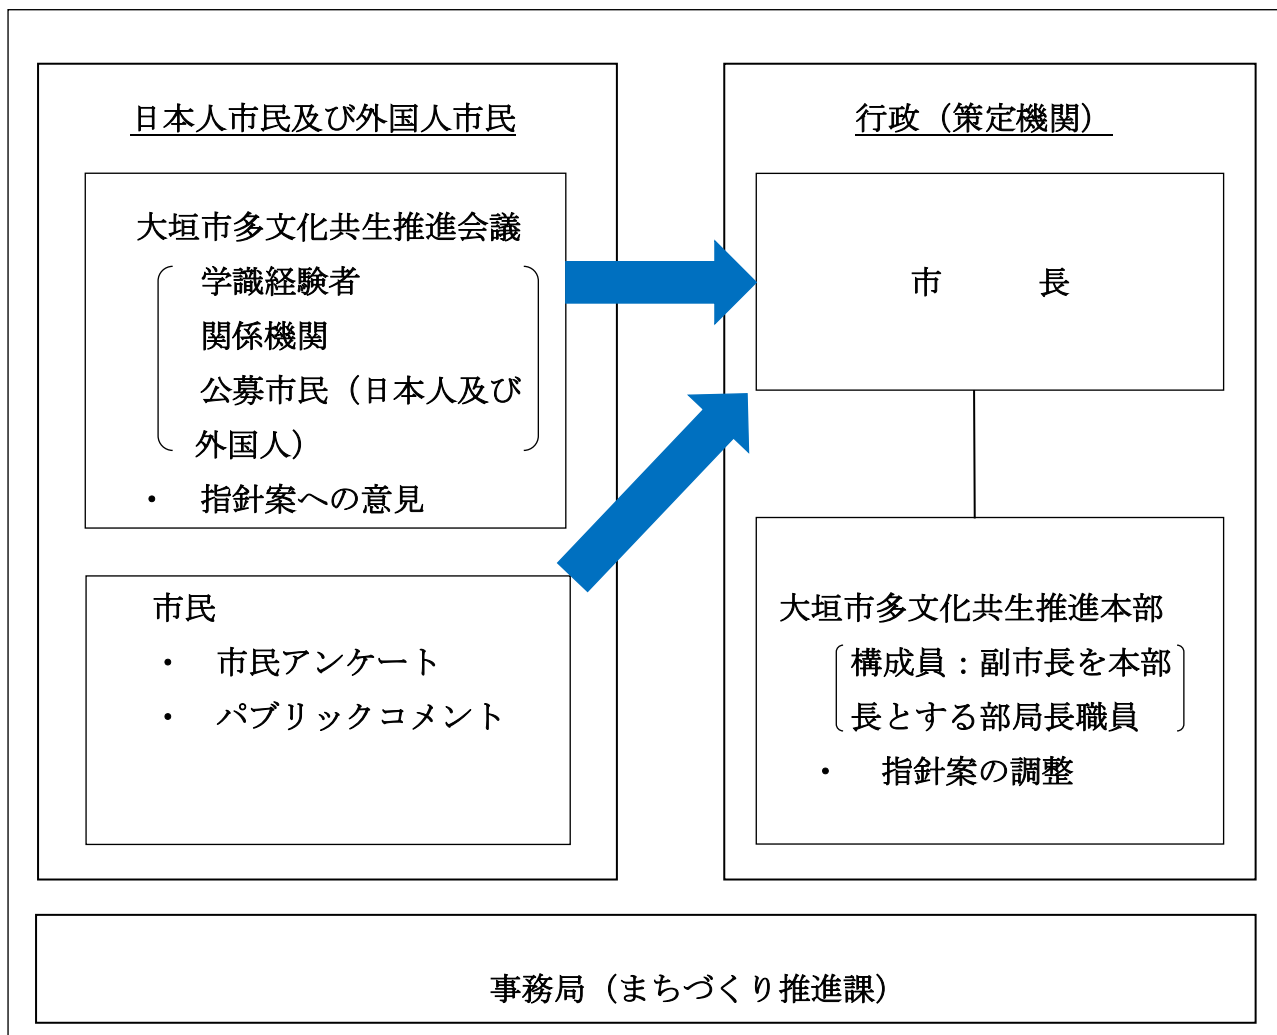 日本人市民及び外国人市民
大垣市多文化共生推進会議
学識経験者
関係機関
公募市民（日本人及び
外国人）
・ 指針案への意見
市民
・ 市民アンケート
・ パブリックコメント
行政（策定機関）
市　　　長
大垣市多文化共生推進本部
構成員：副市長を本部
長とする部局長職員
・ 指針案の調整
事務局（まちづくり推進課）